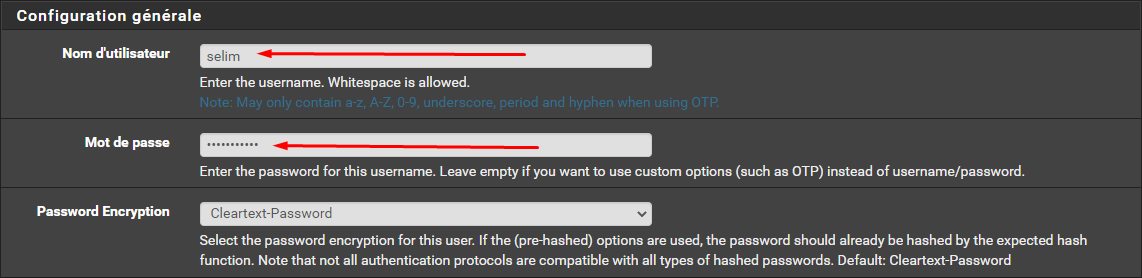 Configuration générale
Nom d'utilisateur
selim
Enter the username. Whitespace is allowed.
Note: May only contain a-z, A-Z, 0-9, underscore, period and hyphen when using OTP.
Mot de passe
•••••••••••
Enter the password for this username. Leave empty if you want to use custom options (such as OTP) instead of username/password.
Password Encryption
Cleartext-Password
Select the password encryption for this user. If the (pre-hashed) options are used, the password should already be hashed by the expected hash
function. Note that not all authentication protocols are compatible with all types of hashed passwords. Default: Cleartext-Password